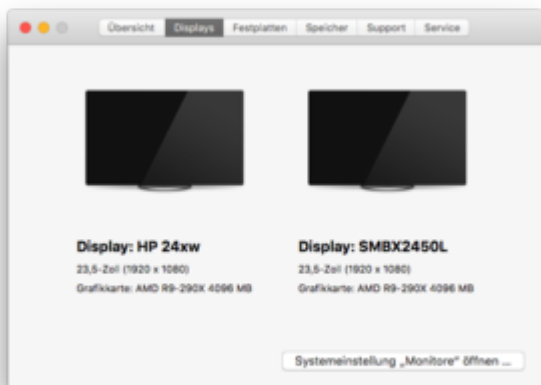 Übersicht Displays Festplatten Speicher Support Service
Display: HP 24xw
23,5-Zoll (1920 x 1080)
Grafikkarte: AMD R9-290X 4096 MB
Display: SMBX2450L
23,5-Zoll (1920 x 1080)
Grafikkarte: AMD R9-290X 4096 MB
Systemeinstellung „Monitore“ öffnen ...